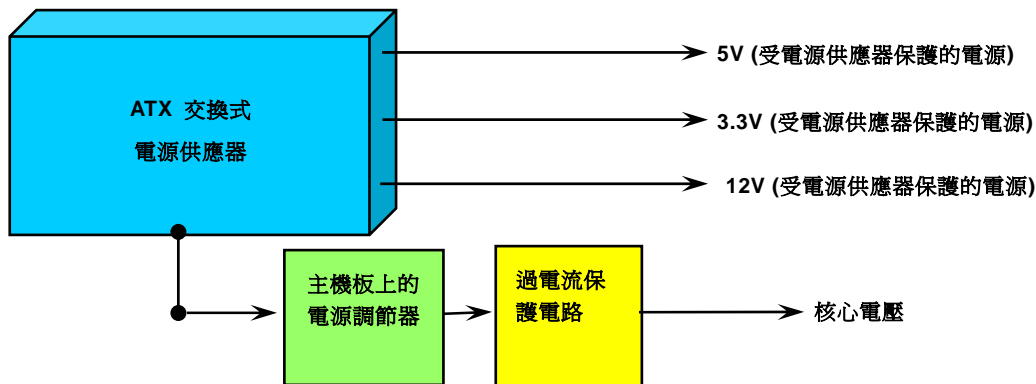 ATX 交換式
電源供應器
5V (受電源供應器保護的電源)
3.3V (受電源供應器保護的電源)
12V (受電源供應器保護的電源)
主機板上的
電源調節器
過電流保
護電路
核心電壓